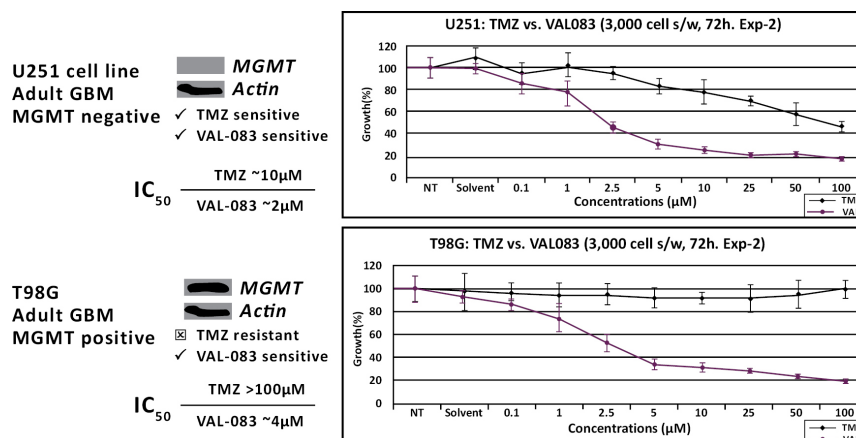 U251 cell line
Adult GBM
MGMT negative
MGMT
Actin
✓ TMZ sensitive
✓ VAL-083 sensitive
IC50
TMZ ~10µM
VAL-083 ~2µM
U251: TMZ vs. VAL083 (3,000 cell s/w, 72h. Exp-2)
Growth(%)
120
100
80
60
40
20
0
NT Solvent 0.1 1 2.5 5 10 25 50 100
Concentrations (µM)
TM
VA
T98G
Adult GBM
MGMT positive
MGMT
Actin
☒ TMZ resistant
✓ VAL-083 sensitive
IC50
TMZ >100µM
VAL-083 ~4µM
T98G: TMZ vs. VAL083 (3,000 cell s/w, 72h. Exp-2)
Growth(%)
120
100
80
60
40
20
0
NT Solvent 0.1 1 2.5 5 10 25 50 100
Concentrations (µM)
TM